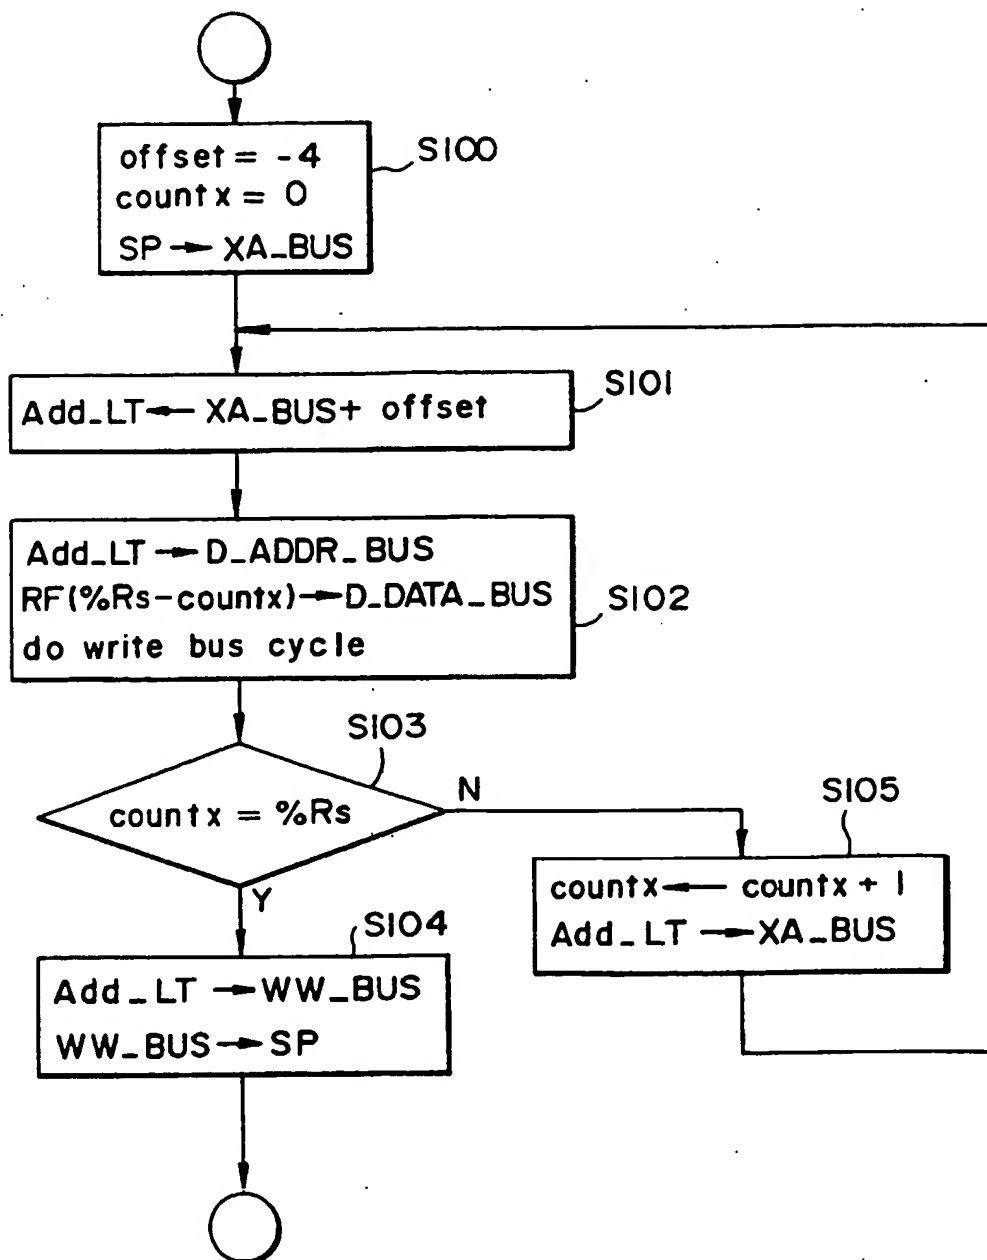 offset = -4
countx = 0
SP → XA_BUS
S100
Add_LT ← XA_BUS + offset
S101
Add_LT → D_ADDR_BUS
RF(%Rs-countx) → D_DATA_BUS
do write bus cycle
S102
S103
countx = %Rs
N
Y
S105
countx ← countx + 1
Add_LT → XA_BUS
S104
Add_LT → WW_BUS
WW_BUS → SP